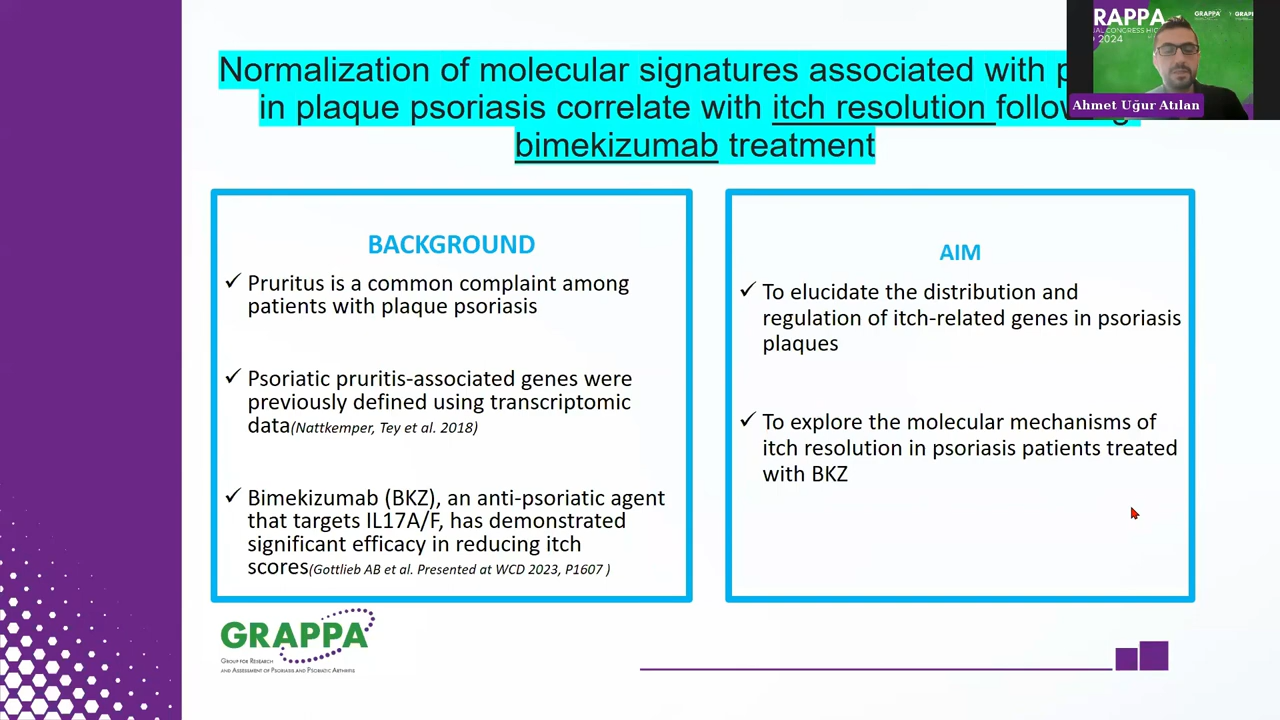 Normalization of molecular signatures associated with
in plaque psoriasis correlate with itch resolution
bimekizumab treatment
RAPPA
GRAPPA
2024
Ahmet Uğur Atılan
BACKGROUND
✓ Pruritus is a common complaint among
patients with plaque psoriasis
✓ Psoriatic pruritis-associated genes were
previously defined using transcriptomic
data(Nattkemper, Tey et al. 2018)
✓ Bimekizumab (BKZ), an anti-psoriatic agent
that targets IL17A/F, has demonstrated
significant efficacy in reducing itch
scores(Gottlieb AB et al. Presented at WCD 2023, P1607 )
AIM
✓ To elucidate the distribution and
regulation of itch-related genes in psoriasis
plaques
✓ To explore the molecular mechanisms of
itch resolution in psoriasis patients treated
with BKZ
GRAPPA
Group for Research
and Assessment of Psoriasis and Psoriatic Arthritis